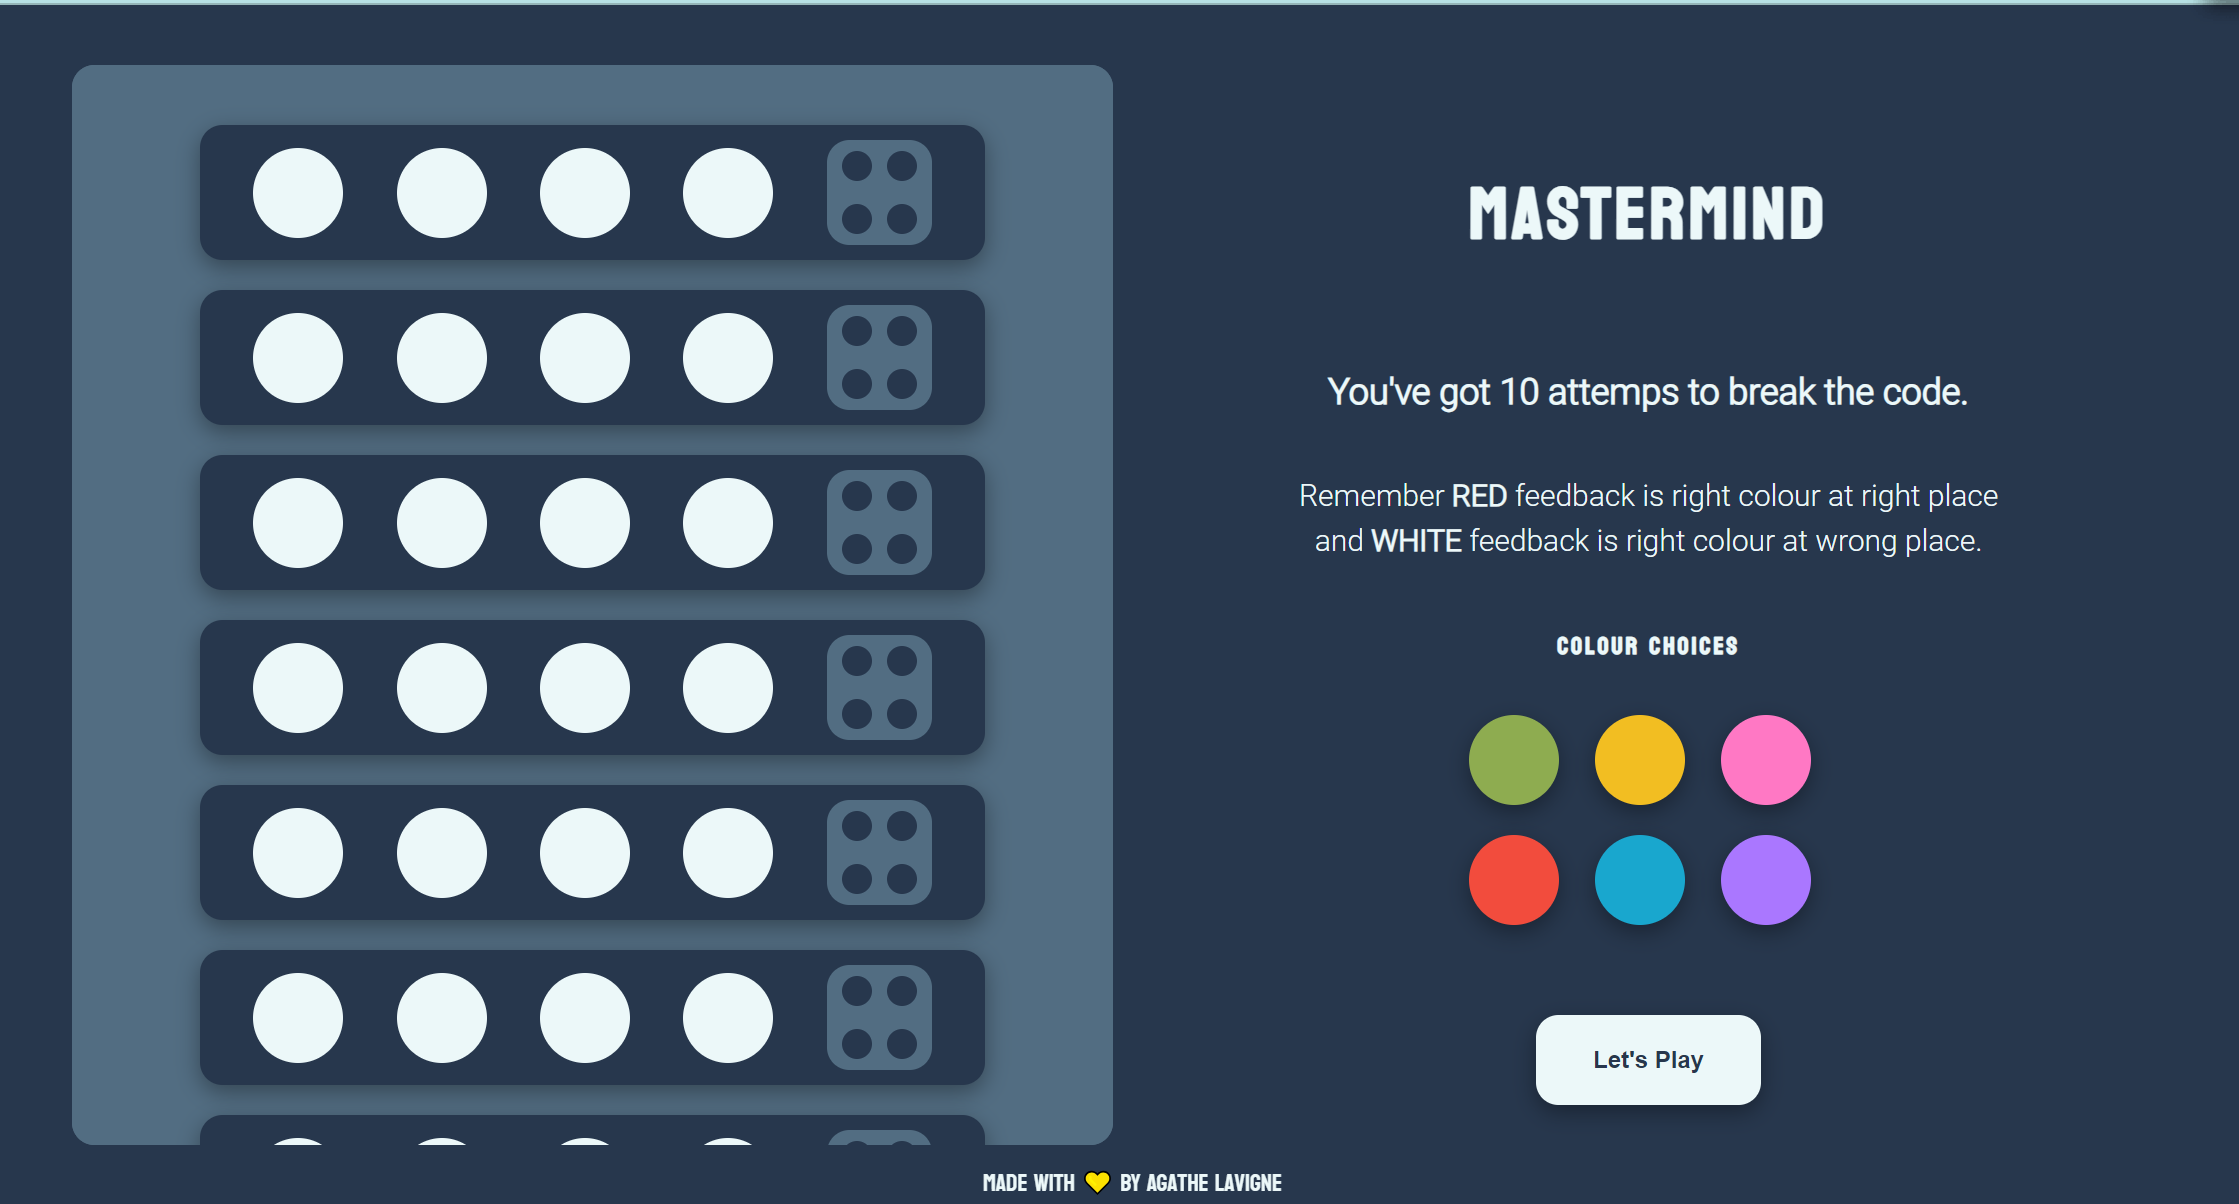 MASTERMIND
You've got 10 attemps to break the code.
Remember RED feedback is right colour at right place
and WHITE feedback is right colour at wrong place.
COLOUR CHOICES
Let's Play
MADE WITH 💛 BY AGATHE LAVIGNE